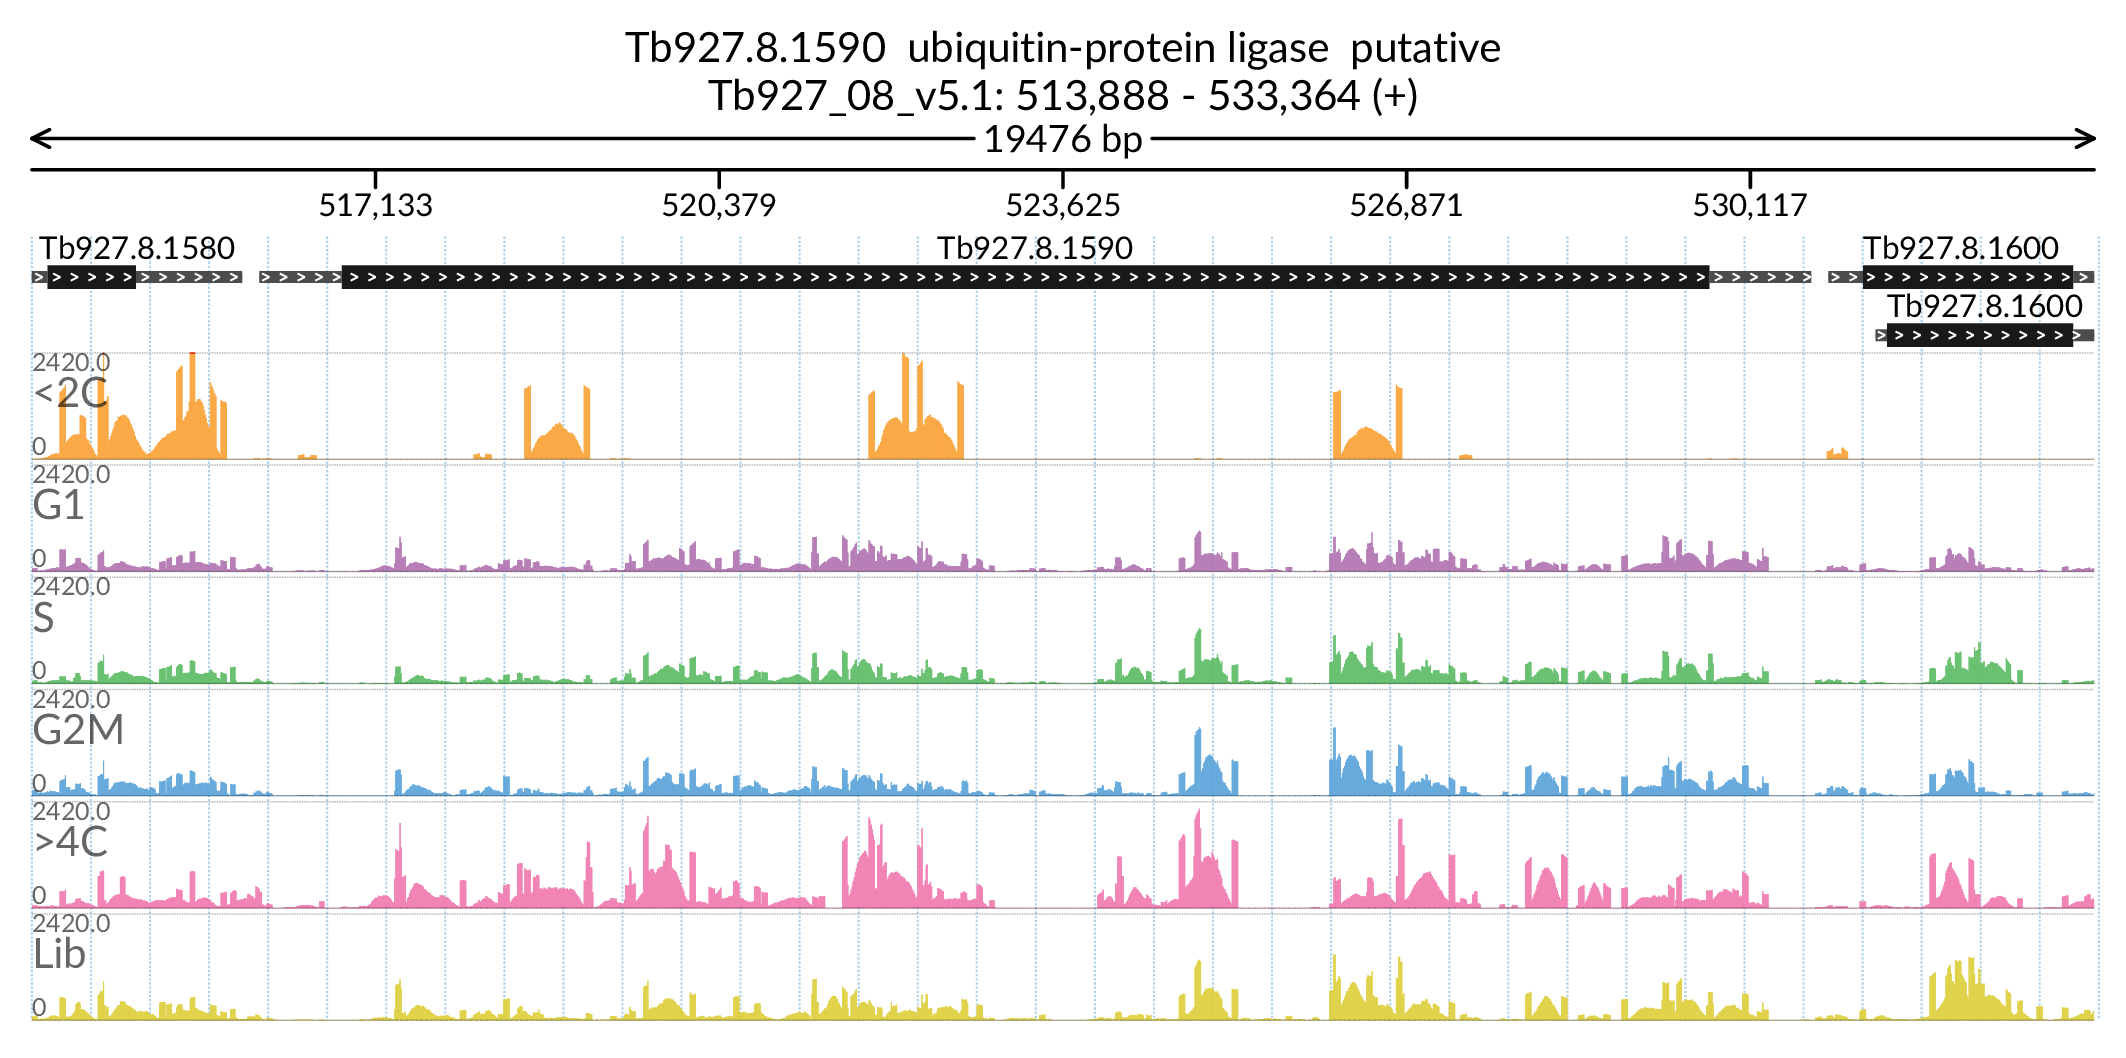 Tb927.8.1590 ubiquitin-protein ligase putative
Tb927_08_v5.1: 513,888 - 533,364 (+)
19476 bp
517,133 520,379 523,625 526,871 530,117
Tb927.8.1580 Tb927.8.1590 Tb927.8.1600
Tb927.8.1600
2420.0
<2C
0
2420.0
G1
0
2420.0
S
0
2420.0
G2M
0
2420.0
>4C
0
2420.0
Lib
0